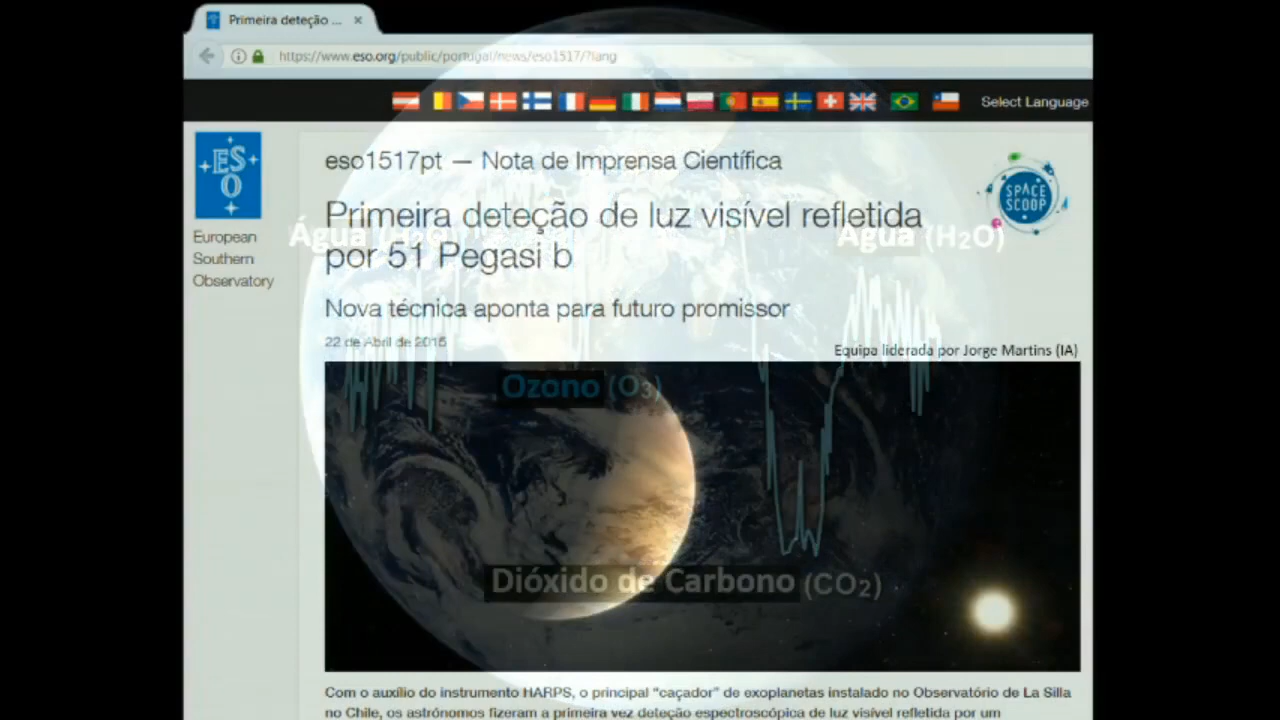 Primeira deteção ...
https://www.eso.org/public/portugal/news/eso1517/?lang
Select Language
ESO
European
Southern
Observatory
eso1517pt — Nota de Imprensa Científica
SPACE
SCOOP
Primeira deteção de luz visível refletida
por 51 Pegasi b
Água (H₂O)
Água (H₂O)
Nova técnica aponta para futuro promissor
22 de Abril de 2015
Equipa liderada por Jorge Martins (IA)
Ozono (O₃)
Dióxido de Carbono (CO₂)
Com o auxílio do instrumento HARPS, o principal “caçador” de exoplanetas instalado no Observatório de La Silla
no Chile, os astrónomos fizeram a primeira vez deteção espectroscópica de luz visível refletida por um